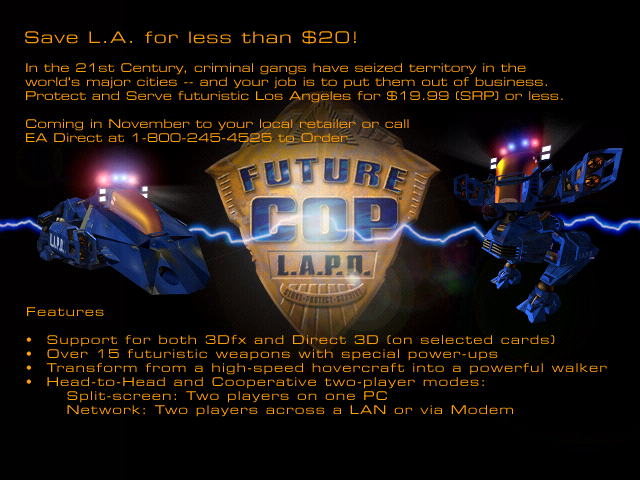 Save L.A. for less than $20!
In the 21st Century, criminal gangs have seized territory in the
world's major cities -- and your job is to put them out of business.
Protect and Serve futuristic Los Angeles for $19.99 (SRP) or less.
Coming in November to your local retailer or call
EA Direct at 1-800-245-4525 to Order
FUTURE
COP
L.A.P.D.
L.A.P.D.
Features
• Support for both 3Dfx and Direct 3D (on selected cards)
• Over 15 futuristic weapons with special power-ups
• Transform from a high-speed hovercraft into a powerful walker
• Head-to-Head and Cooperative two-player modes:
Split-screen: Two players on one PC
Network: Two players across a LAN or via Modem